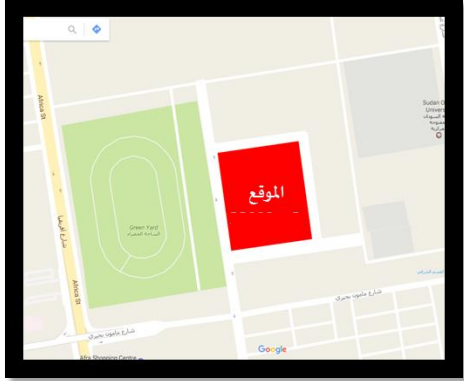 Africa St
Sudan O
Univers
الموقع
Green Yard
الساحة الخضراء
شارع افريقيا
Africa St
شارع مامون بحيري
شارع مامون بحيري
Google
Afra Shopping Centre